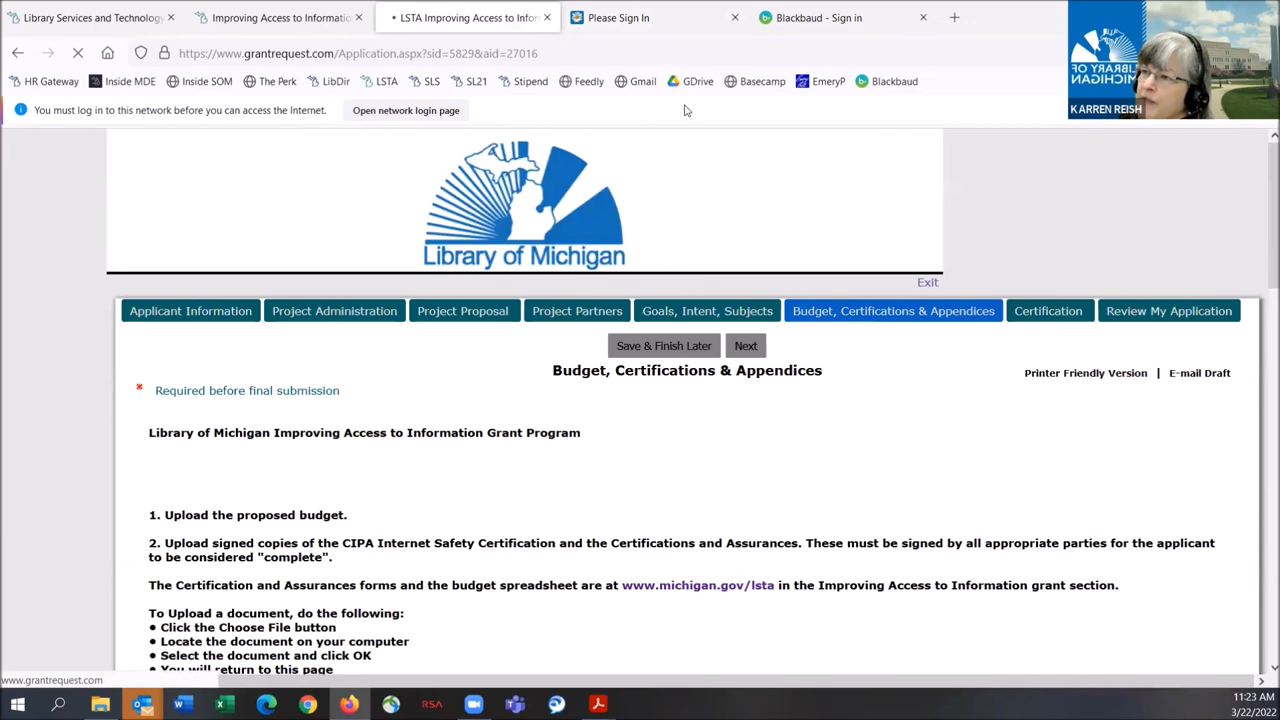 Library Services and Technology
Improving Access to Informatio
LSTA Improving Access to Infor
Please Sign In
Blackbaud - Sign in
https://www.grantrequest.com/Application.aspx?sid=5829&aid=27016
HR Gateway
Inside MDE
Inside SOM
The Perk
LibDir
LSTA
SL21
Stipend
Feedly
Gmail
GDrive
Basecamp
EmeryP
Blackbaud
You must log in to this network before you can access the Internet.
Open network login page
KARREN REISH
Library of Michigan
Exit
Applicant Information
Project Administration
Project Proposal
Project Partners
Goals, Intent, Subjects
Budget, Certifications & Appendices
Certification
Review My Application
Save & Finish Later
Next
Budget, Certifications & Appendices
Printer Friendly Version | E-mail Draft
* Required before final submission
Library of Michigan Improving Access to Information Grant Program
1. Upload the proposed budget.
2. Upload signed copies of the CIPA Internet Safety Certification and the Certifications and Assurances. These must be signed by all appropriate parties for the applicant
to be considered "complete".
The Certification and Assurances forms and the budget spreadsheet are at www.michigan.gov/lsta in the Improving Access to Information grant section.
To Upload a document, do the following:
• Click the Choose File button
• Locate the document on your computer
• Select the document and click OK
• You will return to this page
www.grantrequest.com
RSA
11:23 AM
3/22/2022